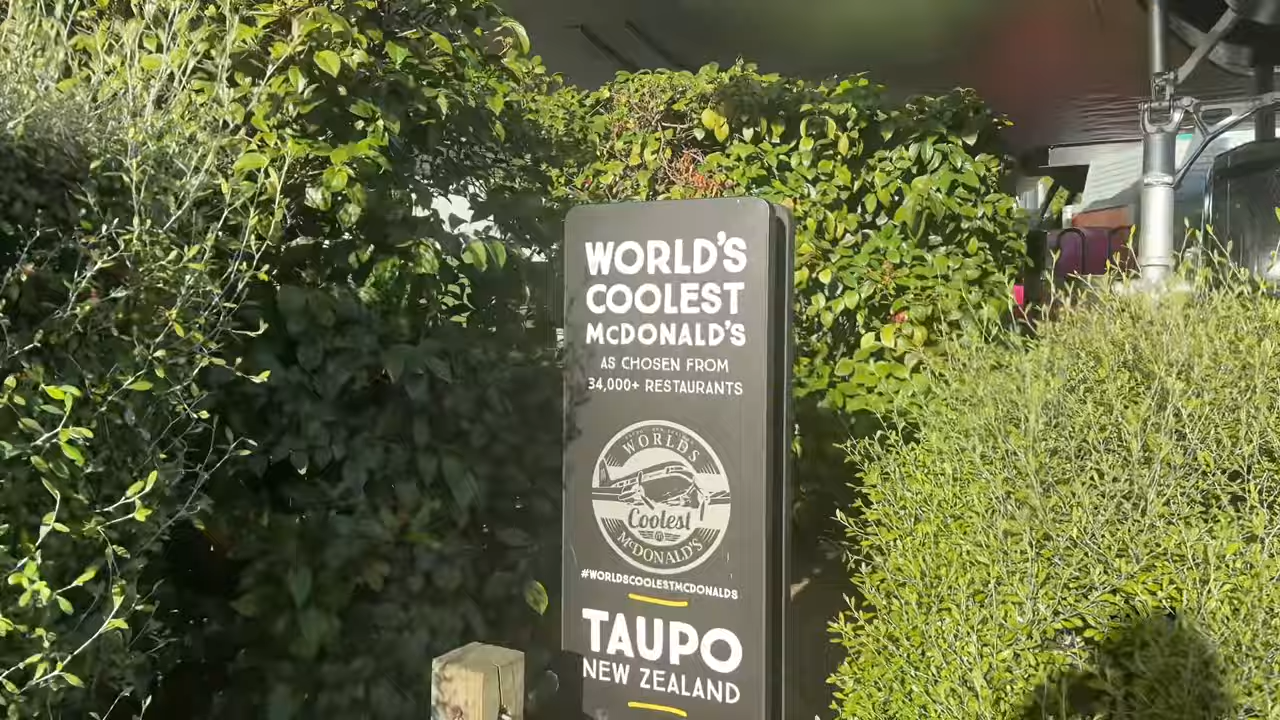 WORLD'S
COOLEST
McDONALD'S
AS CHOSEN FROM
34,000+ RESTAURANTS
WORLDS
Coolest
McDONALD'S
#WORLDSCOOLESTMCDONALDS
TAUPO
NEW ZEALAND